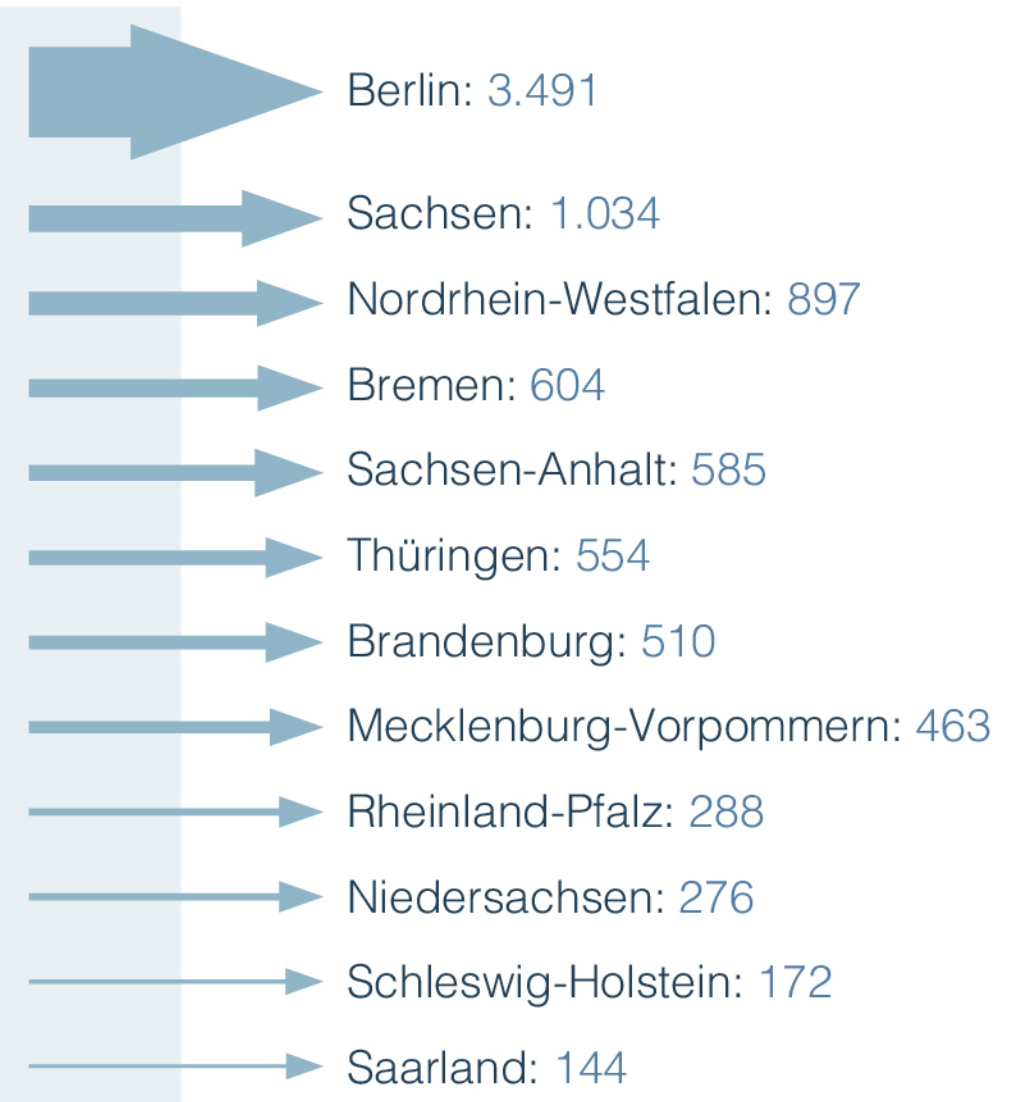 Berlin: 3.491
Sachsen: 1.034
Nordrhein-Westfalen: 897
Bremen: 604
Sachsen-Anhalt: 585
Thüringen: 554
Brandenburg: 510
Mecklenburg-Vorpommern: 463
Rheinland-Pfalz: 288
Niedersachsen: 276
Schleswig-Holstein: 172
Saarland: 144